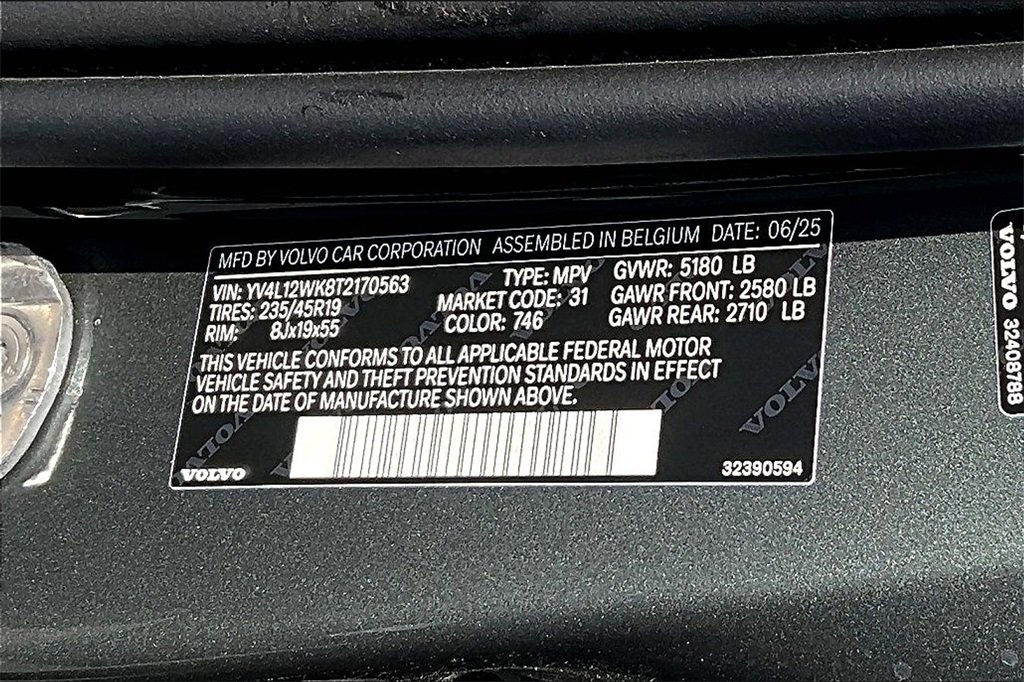 MFD BY VOLVO CAR CORPORATION ASSEMBLED IN BELGIUM DATE: 06/25
VIN: YV4L12WK8T2170563 TYPE: MPV GVWR: 5180 LB
TIRES: 235/45R19 MARKET CODE: 31 GAWR FRONT: 2580 LB
RIM: 8Jx19x55 COLOR: 746 GAWR REAR: 2710 LB
THIS VEHICLE CONFORMS TO ALL APPLICABLE FEDERAL MOTOR
VEHICLE SAFETY AND THEFT PREVENTION STANDARDS IN EFFECT
ON THE DATE OF MANUFACTURE SHOWN ABOVE.
VOLVO
32390594
VOLVO 32408788